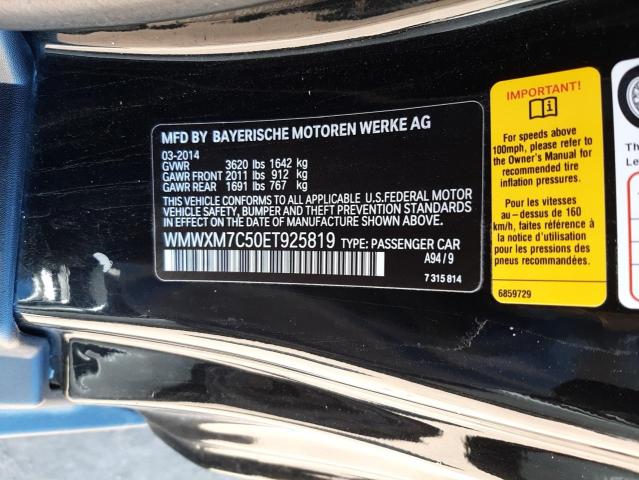 MFD BY BAYERISCHE MOTOREN WERKE AG
03-2014
GVWR 3620 lbs 1642 kg
GAWR FRONT 2011 lbs 912 kg
GAWR REAR 1691 lbs 767 kg
THIS VEHICLE CONFORMS TO ALL APPLICABLE U.S.FEDERAL MOTOR
VEHICLE SAFETY, BUMPER AND THEFT PREVENTION STANDARDS
IN EFFECT ON THE DATE OF MANUFACTURE SHOWN ABOVE.
WMWXM7C50ET925819 TYPE: PASSENGER CAR
A94/9
7 315 814
IMPORTANT!
For speeds above
100mph, please refer to
the Owner's Manual for
recommended tire
inflation pressures.
Pour les vitesses
au - dessus de 160
km/h, faites référence à
la notice d'utilisation
pour les pressions des
pneus recommandées.
6859729
The
Le